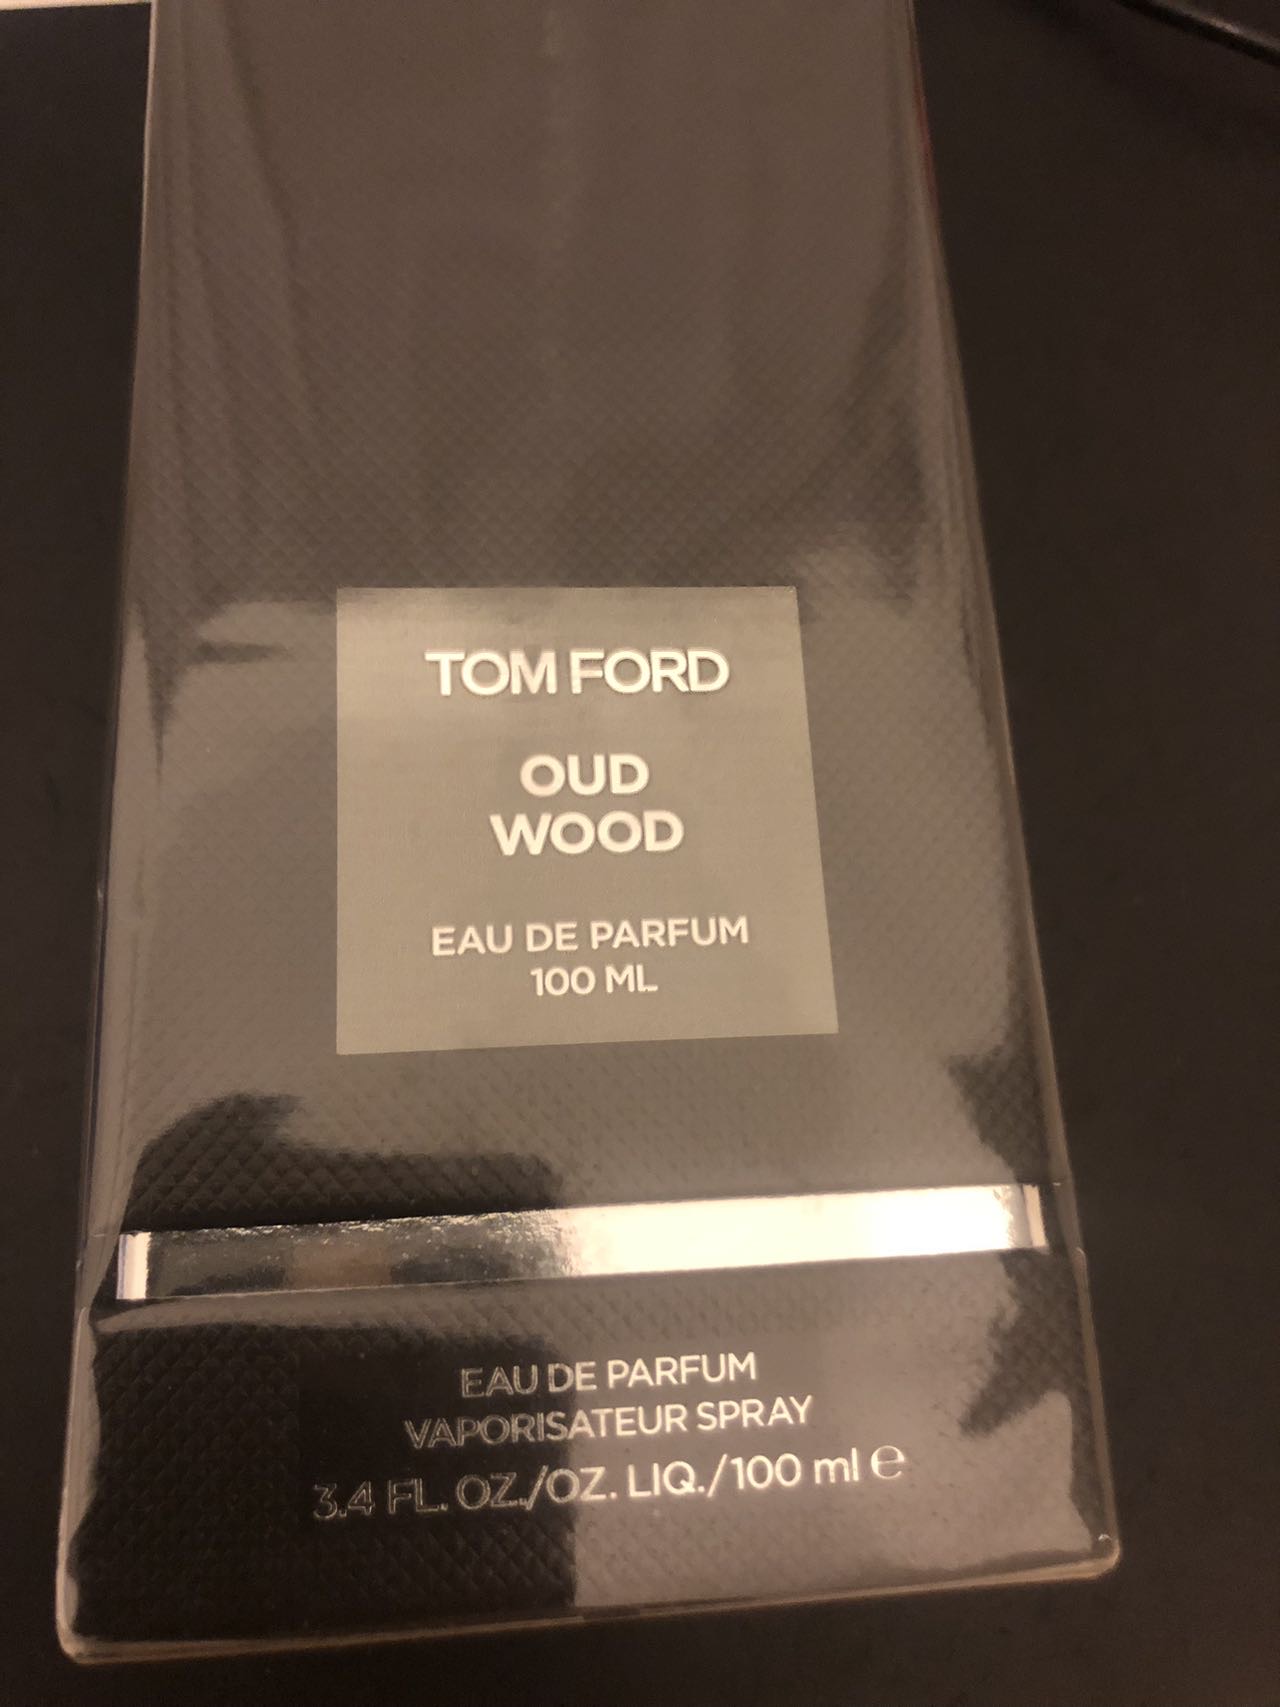 TOM FORD
OUD
WOOD
EAU DE PARFUM
100 ML
EAU DE PARFUM
VAPORISATEUR SPRAY
3.4 FL. OZ./OZ. LIQ./100 ml ℮